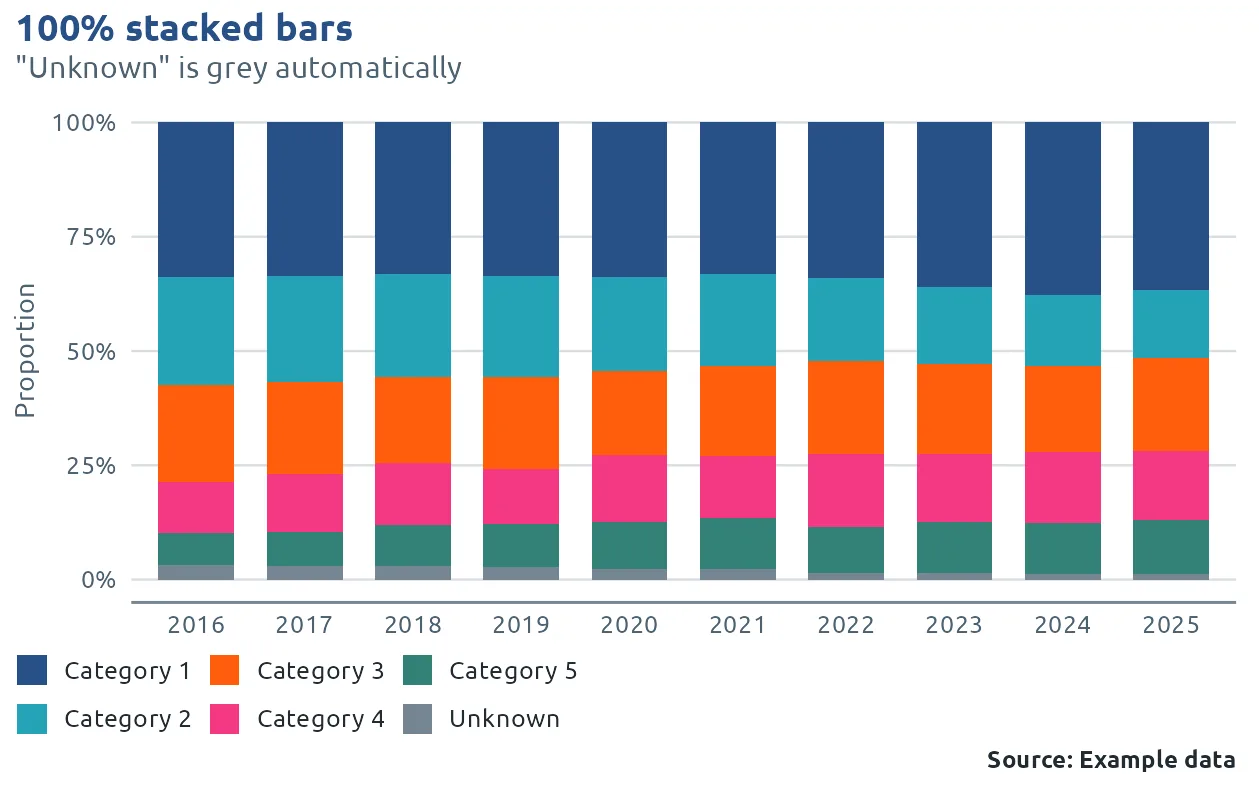 100% stacked bars
"Unknown" is grey automatically
Proportion
100%
75%
50%
25%
0%
2016 2017 2018 2019 2020 2021 2022 2023 2024 2025
Category 1 Category 3 Category 5
Category 2 Category 4 Unknown
Source: Example data